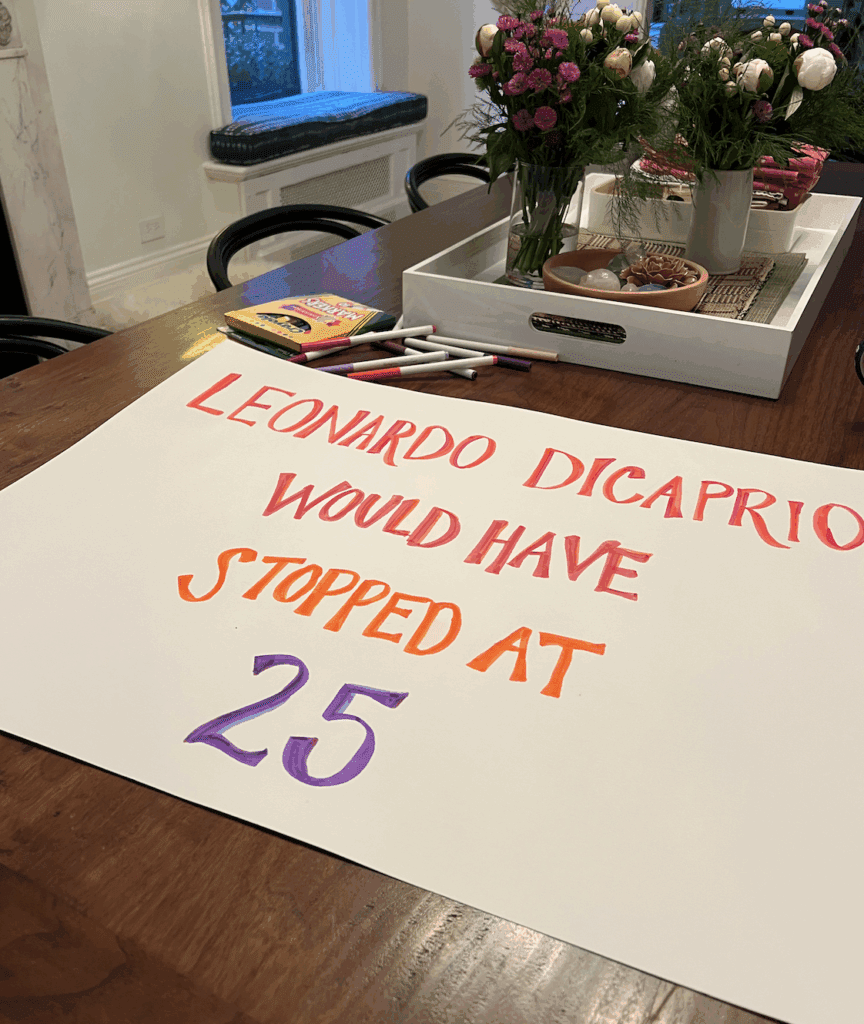 LEONARDO DICAPRIO
WOULD HAVE
STOPPED AT
25